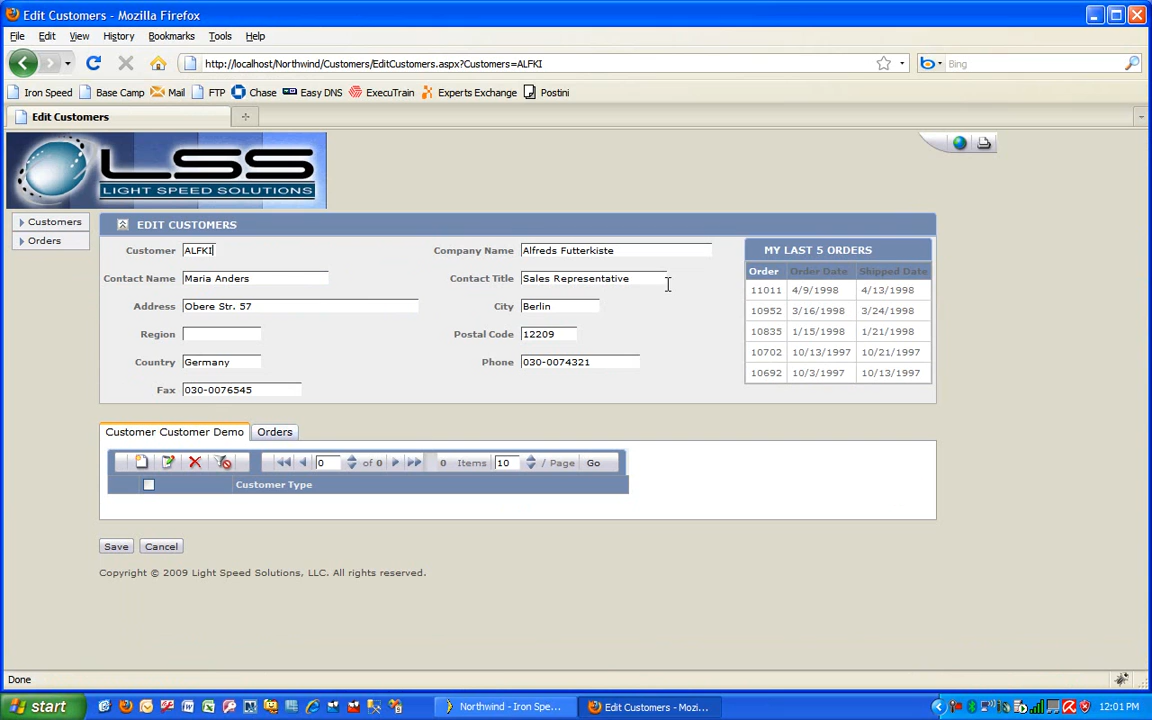 Edit Customers - Mozilla Firefox
File Edit View History Bookmarks Tools Help
http://localhost/Northwind/Customers/EditCustomers.aspx?Customers=ALFKI
Bing
Iron Speed Base Camp Mail FTP Chase Easy DNS ExecuTrain Experts Exchange Postini
Edit Customers
LSS
LIGHT SPEED SOLUTIONS
Customers
Orders
EDIT CUSTOMERS
Customer ALFKI Company Name Alfreds Futterkiste
Contact Name Maria Anders Contact Title Sales Representative
Address Obere Str. 57 City Berlin
Region Postal Code 12209
Country Germany Phone 030-0074321
Fax 030-0076545
MY LAST 5 ORDERS
Order Order Date Shipped Date
11011 4/9/1998 4/13/1998
10952 3/16/1998 3/24/1998
10835 1/15/1998 1/21/1998
10702 10/13/1997 10/21/1997
10692 10/3/1997 10/13/1997
Customer Customer Demo Orders
0 of 0 0 Items 10 / Page Go
Customer Type
Save Cancel
Copyright © 2009 Light Speed Solutions, LLC. All rights reserved.
Done
start Northwind - Iron Spe... Edit Customers - Mozi... 12:01 PM